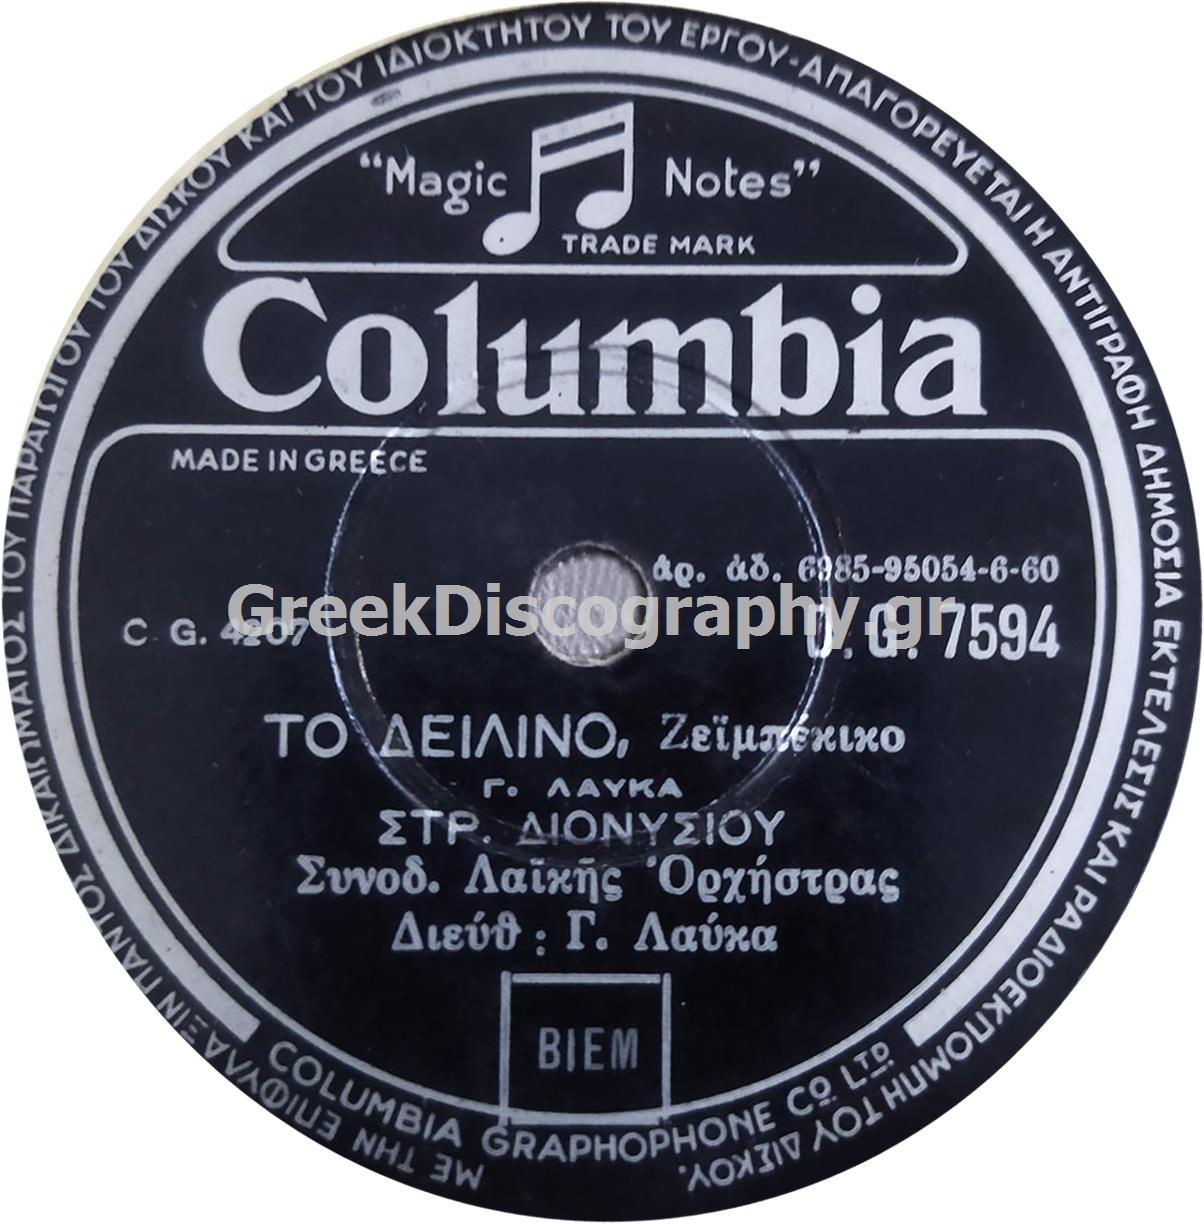 ΜΕ ΤΗΝ ΕΠΙΦΥΛΑΞΙΝ ΠΑΝΤΟΣ ΔΙΚΑΙΩΜΑΤΟΣ ΤΟΥ ΠΑΡΑΓΩΓΟΥ ΤΟΥ ΔΙΣΚΟΥ ΚΑΙ ΤΟΥ ΙΔΙΟΚΤΗΤΟΥ ΤΟΥ ΕΡΓΟΥ-ΑΠΑΓΟΡΕΥΕΤΑΙ Η ΑΝΤΙΓΡΑΦΗ ΔΗΜΟΣΙΑ ΕΚΤΕΛΕΣΕΙΣ ΚΑΙ ΡΑΔΙΟΕΚΠΟΜΠΗ ΤΟΥ ΔΙΣΚΟΥ.
"Magic Notes"
TRADE MARK
Columbia
MADE IN GREECE
ἀρ. ἀδ. 6985-95054-6-60
GreekDiscography.gr
C. G. 4207
D. G. 7594
ΤΟ ΔΕΙΛΙΝΟ, Ζεϊμπέκικο
Γ. ΛΑΥΚΑ
ΣΤΡ. ΔΙΟΝΥΣΙΟΥ
Συνοδ. Λαϊκῆς Ὀρχήστρας
Διεύθ: Γ. Λαύκα
BIEM
COLUMBIA GRAPHOPHONE CO LTD.